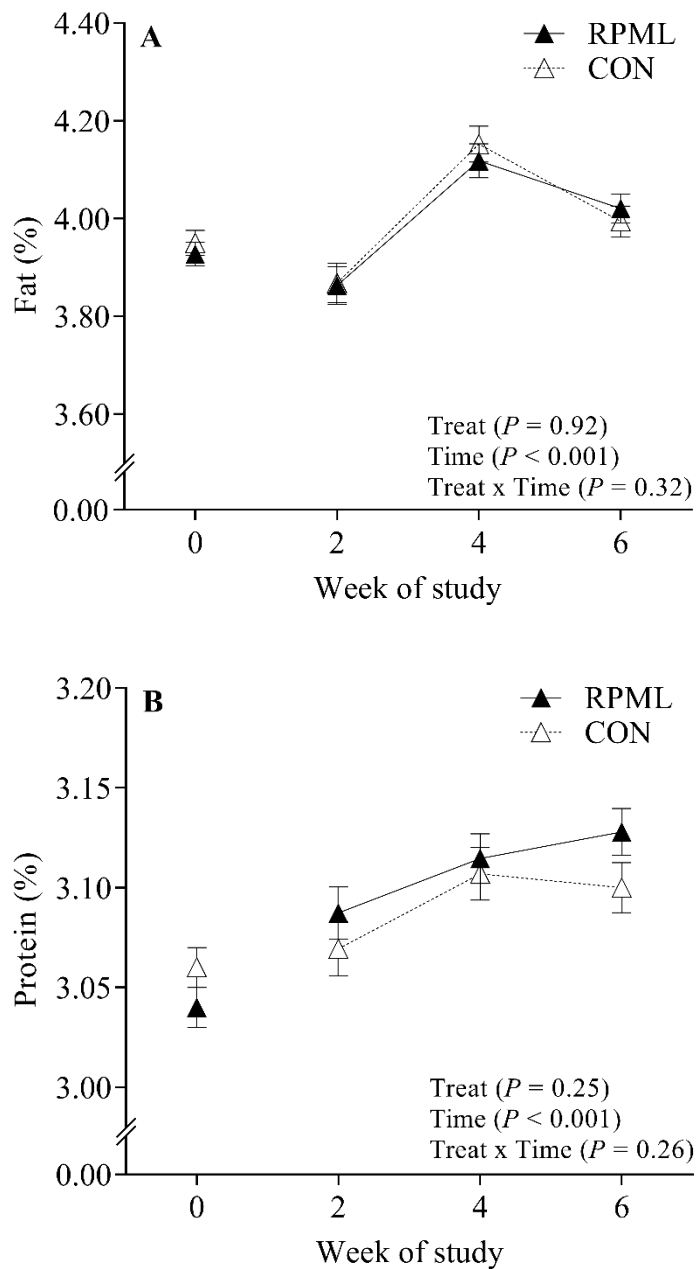 A
RPML
CON
4.40
4.20
4.00
3.80
3.60
0.00
Fat (%)
Treat (P = 0.92)
Time (P < 0.001)
Treat x Time (P = 0.32)
0 2 4 6
Week of study
B
RPML
CON
3.20
3.15
3.10
3.05
3.00
0.00
Protein (%)
Treat (P = 0.25)
Time (P < 0.001)
Treat x Time (P = 0.26)
0 2 4 6
Week of study